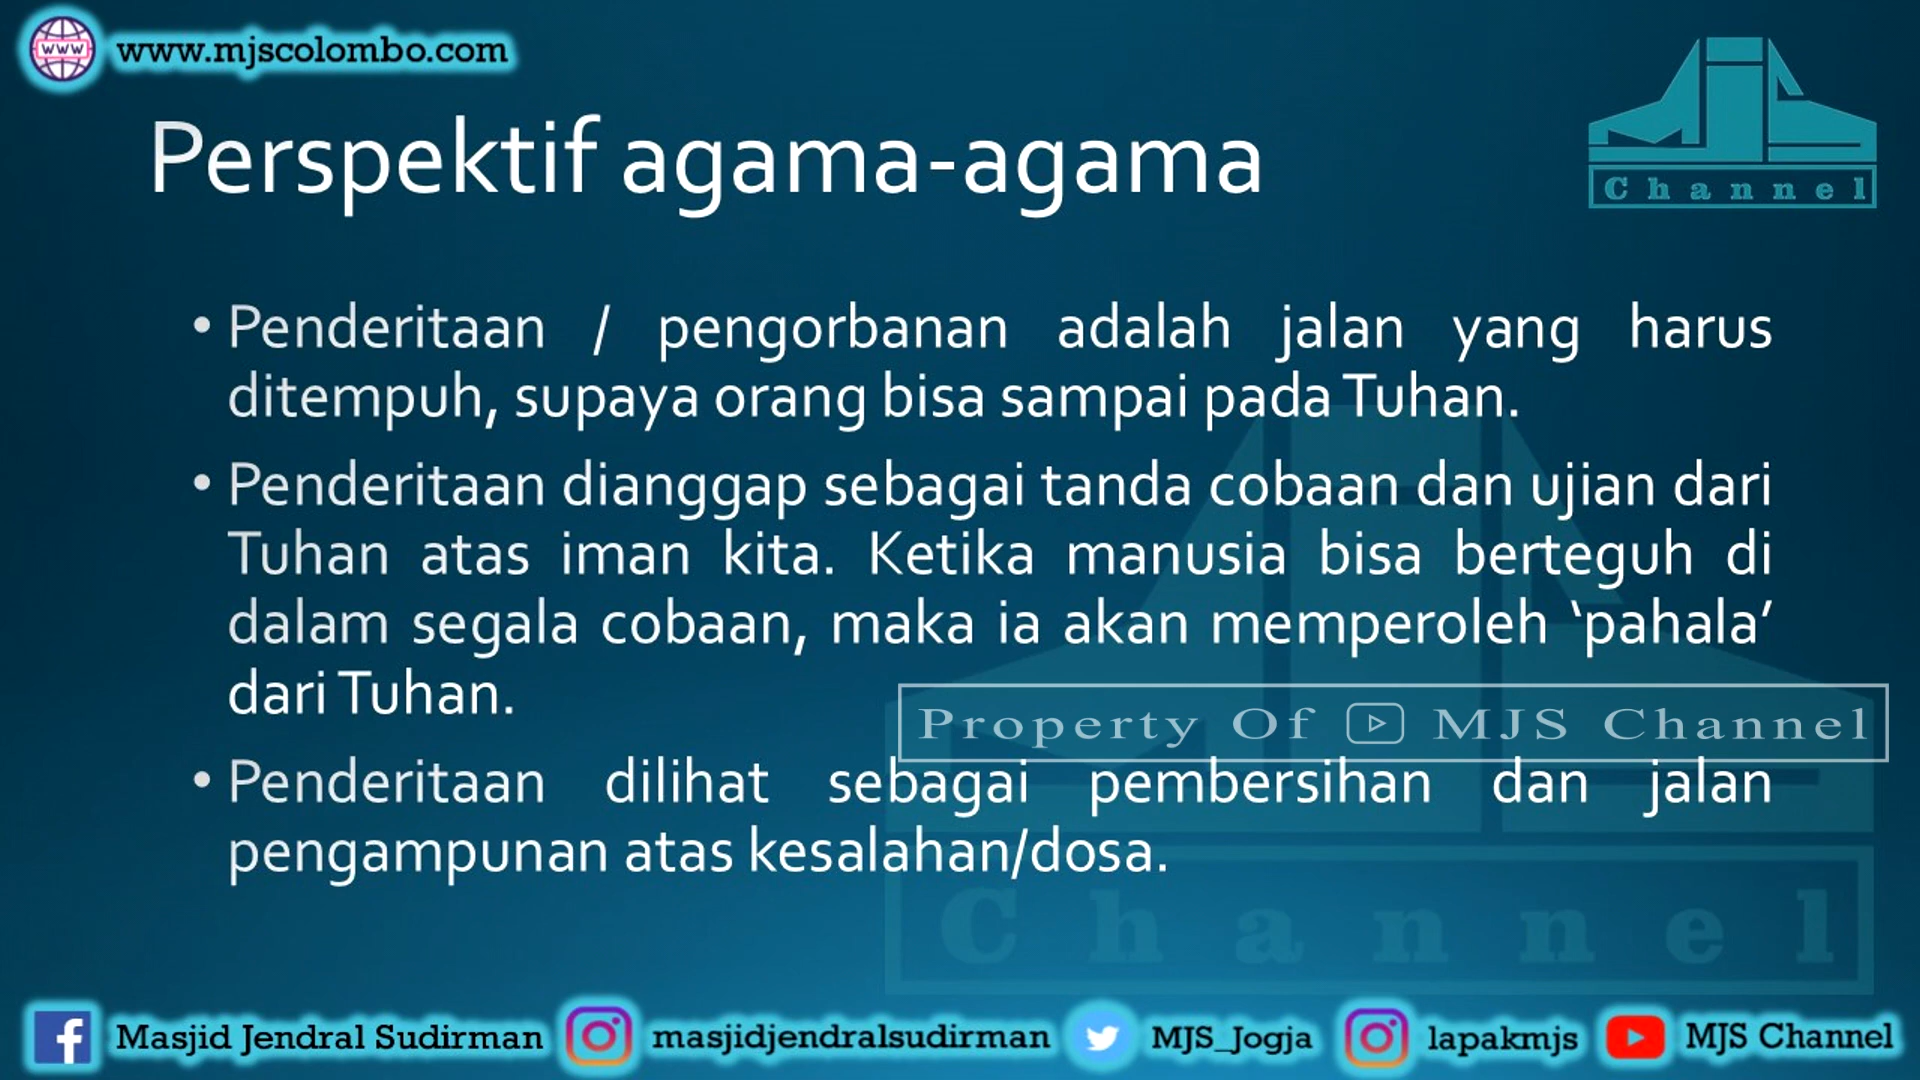 www.mjscolombo.com
MJS
Channel
Perspektif agama-agama
• Penderitaan / pengorbanan adalah jalan yang harus
ditempuh, supaya orang bisa sampai pada Tuhan.
• Penderitaan dianggap sebagai tanda cobaan dan ujian dari
Tuhan atas iman kita. Ketika manusia bisa berteguh di
dalam segala cobaan, maka ia akan memperoleh ‘pahala’
dari Tuhan.
Property Of MJS Channel
• Penderitaan dilihat sebagai pembersihan dan jalan
pengampunan atas kesalahan/dosa.
Channel
Masjid Jendral Sudirman masjidjendralsudirman MJS_Jogja lapakmjs MJS Channel